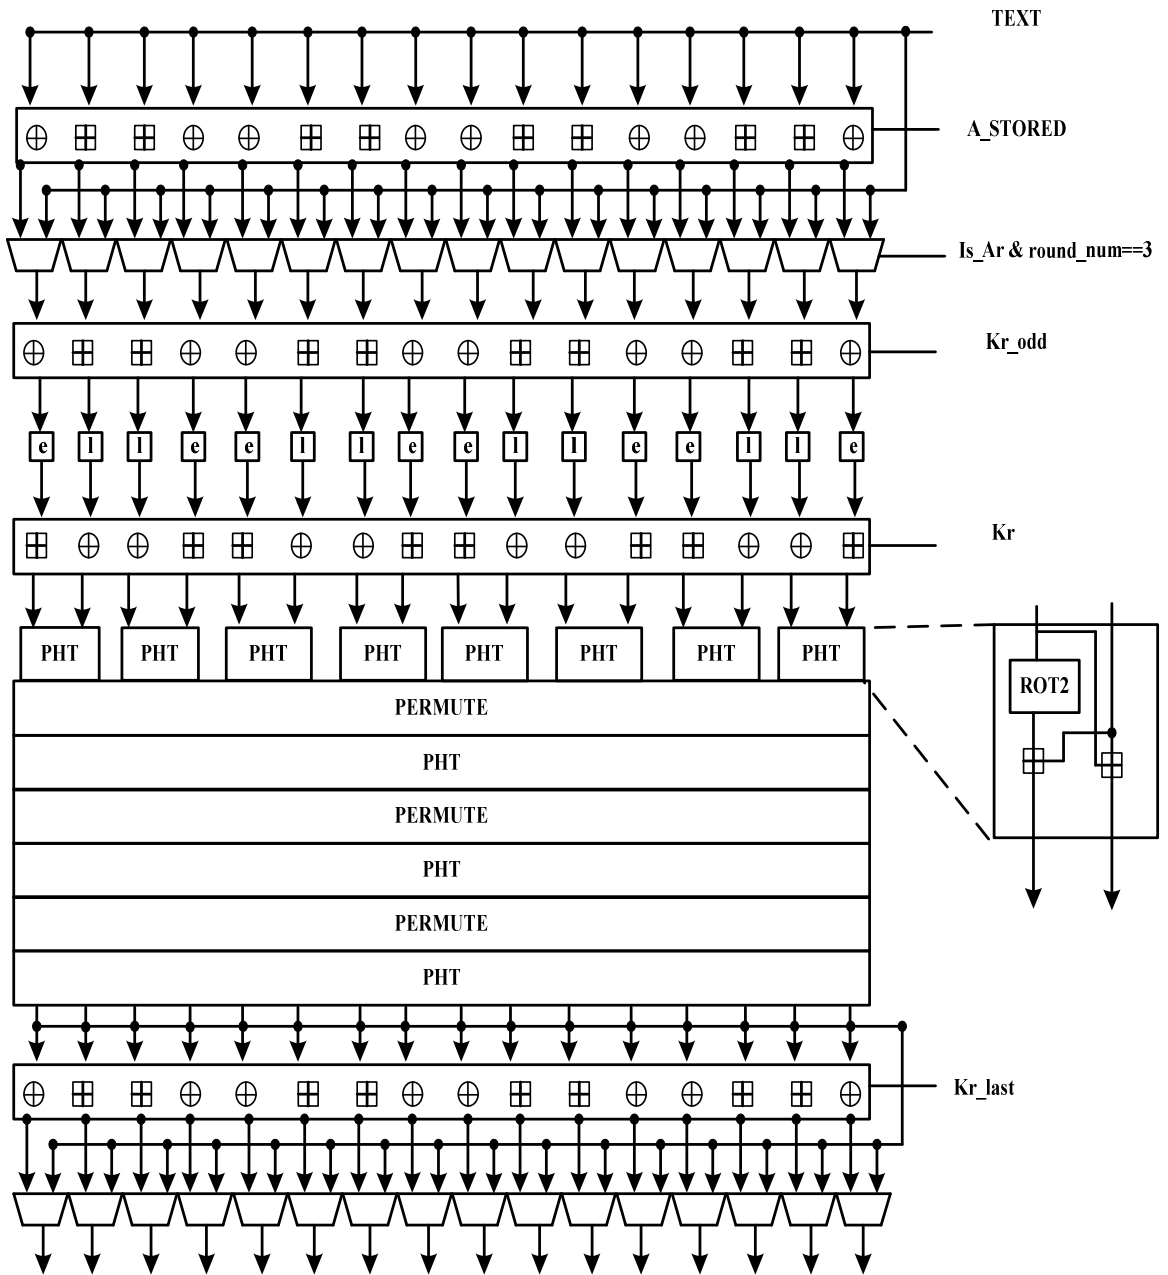 TEXT
A_STORED
Is_Ar & round_num==3
Kr_odd
e l l e e l l e e l l e e l l e
Kr
PHT PHT PHT PHT PHT PHT PHT PHT
ROT2
PERMUTE
PHT
PERMUTE
PHT
PERMUTE
PHT
Kr_last